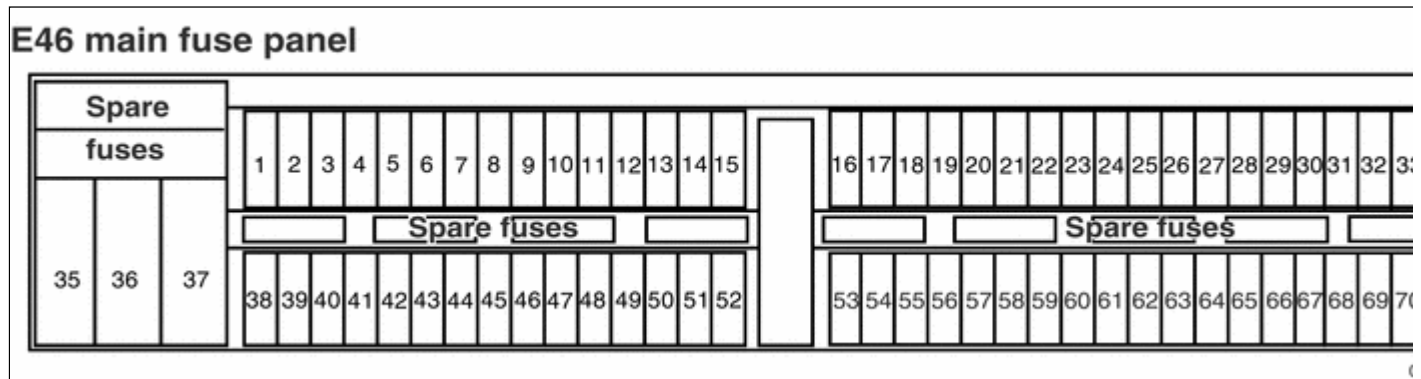 E46 main fuse panel
Spare
fuses
1 2 3 4 5 6 7 8 9 10 11 12 13 14 15 16 17 18 19 20 21 22 23 24 25 26 27 28 29 30 31 32
Spare fuses Spare fuses
35 36 37
38 39 40 41 42 43 44 45 46 47 48 49 50 51 52 53 54 55 56 57 58 59 60 61 62 63 64 65 66 67 68 69